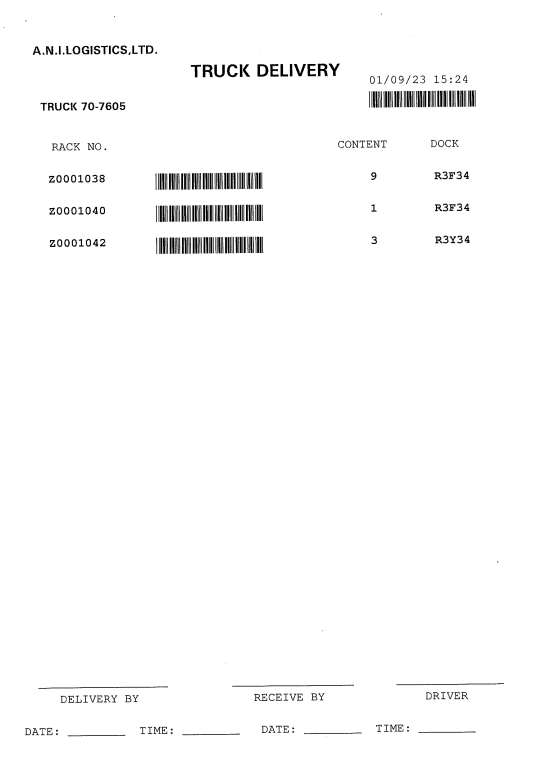 A.N.I.LOGISTICS,LTD.
TRUCK DELIVERY
01/09/23 15:24
TRUCK 70-7605
RACK NO. CONTENT DOCK
Z0001038 9 R3F34
Z0001040 1 R3F34
Z0001042 3 R3Y34
DELIVERY BY RECEIVE BY DRIVER
DATE: ________ TIME: ________ DATE: ________ TIME: ________